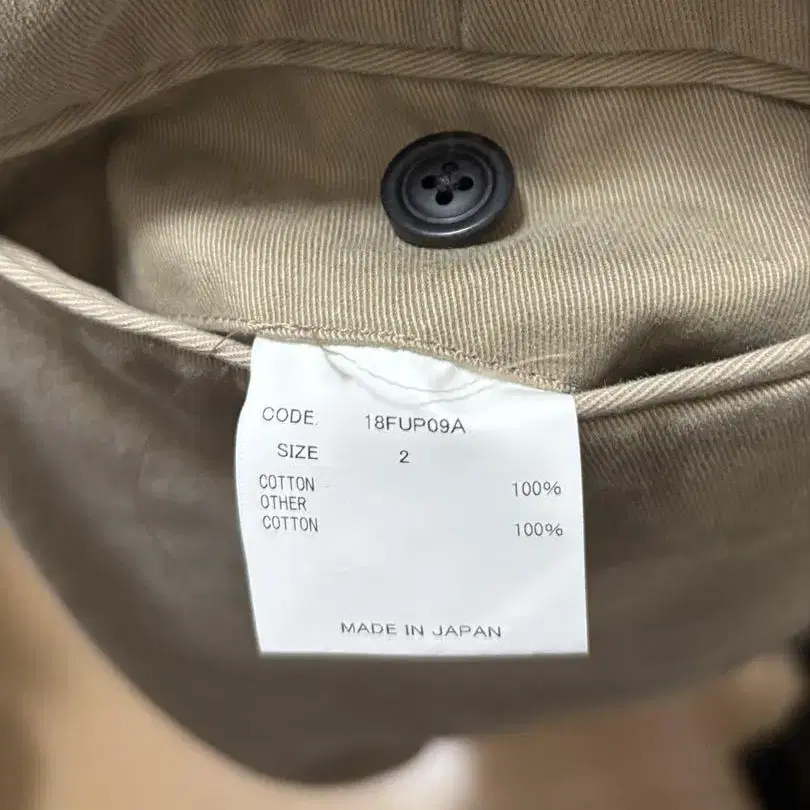 CODE. 18FUP09A
SIZE 2
COTTON 100%
OTHER
COTTON 100%
MADE IN JAPAN